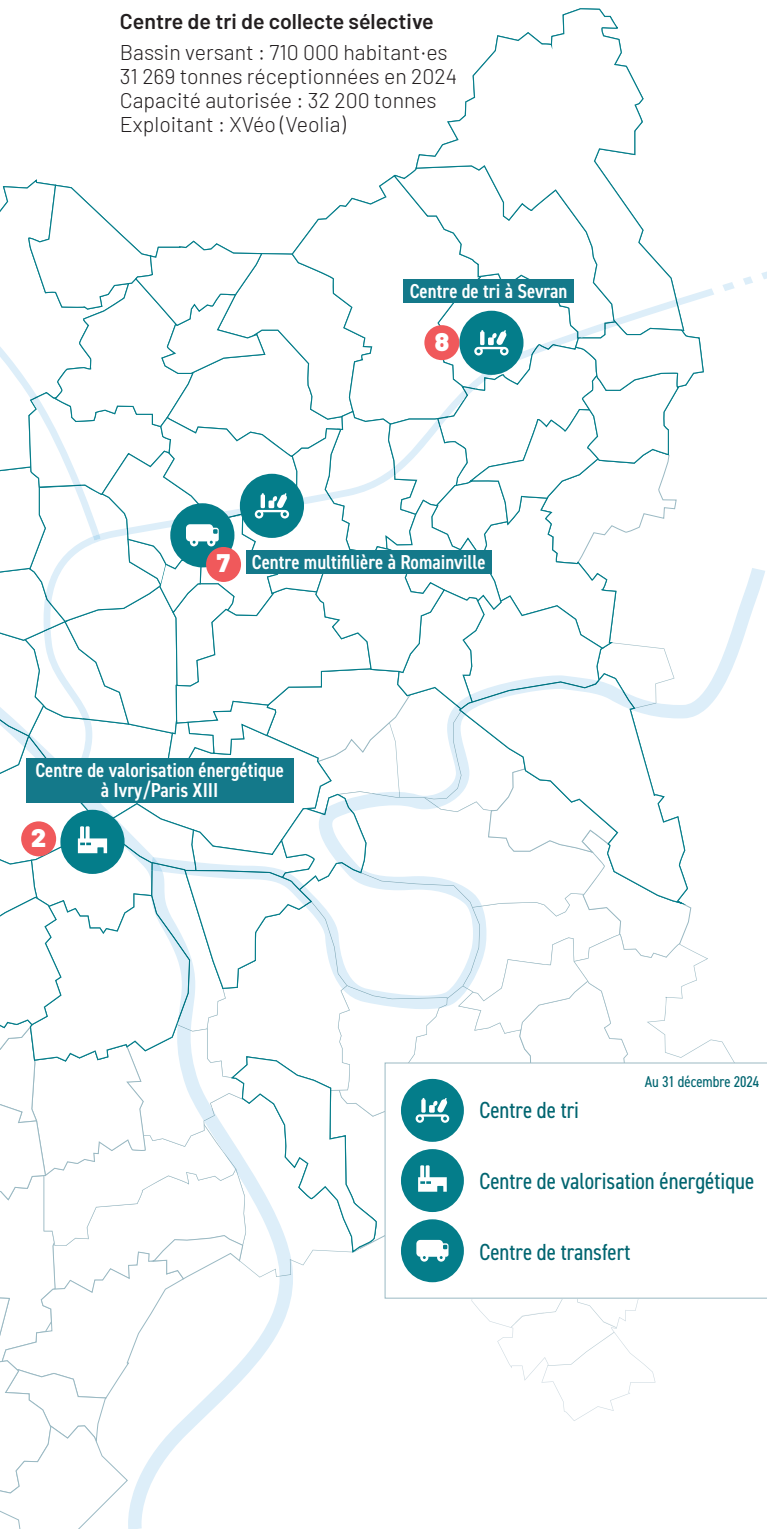 Centre de tri de collecte sélective
Bassin versant : 710 000 habitant·es
31 269 tonnes réceptionnées en 2024
Capacité autorisée : 32 200 tonnes
Exploitant : XVéo (Veolia)
Centre de tri à Sevran
8
7
Centre multifilière à Romainville
Centre de valorisation énergétique
à Ivry/Paris XIII
2
Au 31 décembre 2024
Centre de tri
Centre de valorisation énergétique
Centre de transfert